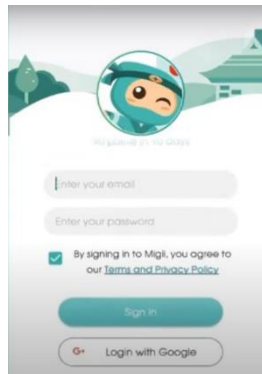 Enter your email
Enter your password
By signing in to Migii, you agree to
our Terms and Privacy Policy
Sign in
G+ Login with Google